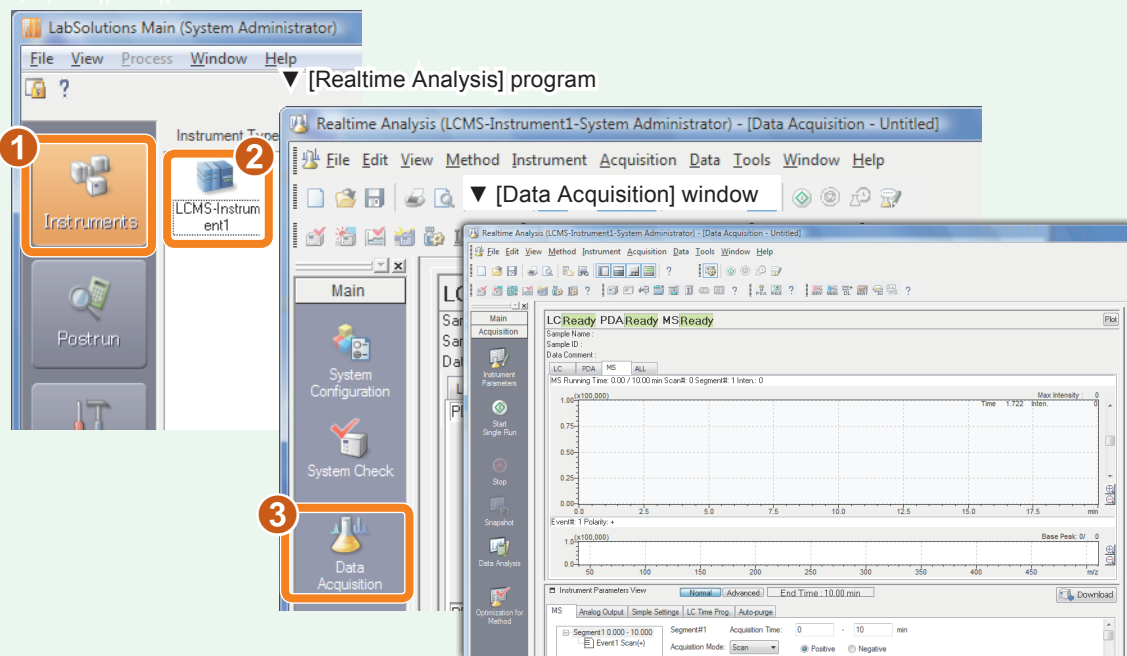 LabSolutions Main (System Administrator)
File View Process Window Help
?
▼ [Realtime Analysis] program
1
Instruments
Instrument Type
2
LCMS-Instrum
ent1
Postrun
Realtime Analysis (LCMS-Instrument1-System Administrator) - [Data Acquisition - Untitled]
File Edit View Method Instrument Acquisition Data Tools Window Help
▼ [Data Acquisition] window
Main
System
Configuration
System Check
3
Data
Acquisition
Realtime Analysis (LCMS-Instrument1-System Administrator) - [Data Acquisition - Untitled]
File Edit View Method Instrument Acquisition Data Tools Window Help
Main
Acquisition
Instrument
Parameters
Start
Single Run
Stop
Snapshot
Data Analysis
Optimization for
Method
LC Ready PDA Ready MS Ready
Plot
Sample Name :
Sample ID :
Data Comment :
LC PDA MS ALL
MS Running Time: 0.00 / 10.00 min Scan#: 0 Segment#: 1 Inten.: 0
(x100,000)
Max Intensity : 0
Time 1.722 Inten. 0
1.00
0.75
0.50
0.25
0.00
0.0 2.5 5.0 7.5 10.0 12.5 15.0 17.5 min
Event#: 1 Polarity: +
(x100,000)
Base Peak: 0/ 0
1.0
0.0
50 100 150 200 250 300 350 400 450 m/z
Instrument Parameters View Normal Advanced End Time : 10.00 min Download
MS Analog Output Simple Settings LC Time Prog. Auto-purge
Segment1 0.000 - 10.000
Event1 Scan(+)
Segment#1 Acquisition Time: 0 - 10 min
Acquisition Mode: Scan Positive Negative